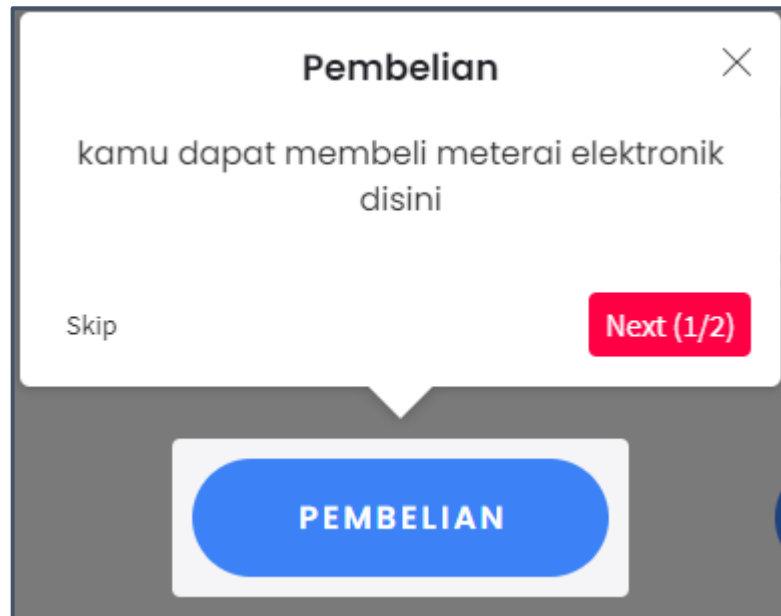 Pembelian
kamu dapat membeli meterai elektronik
disini
Skip
Next (1/2)
PEMBELIAN